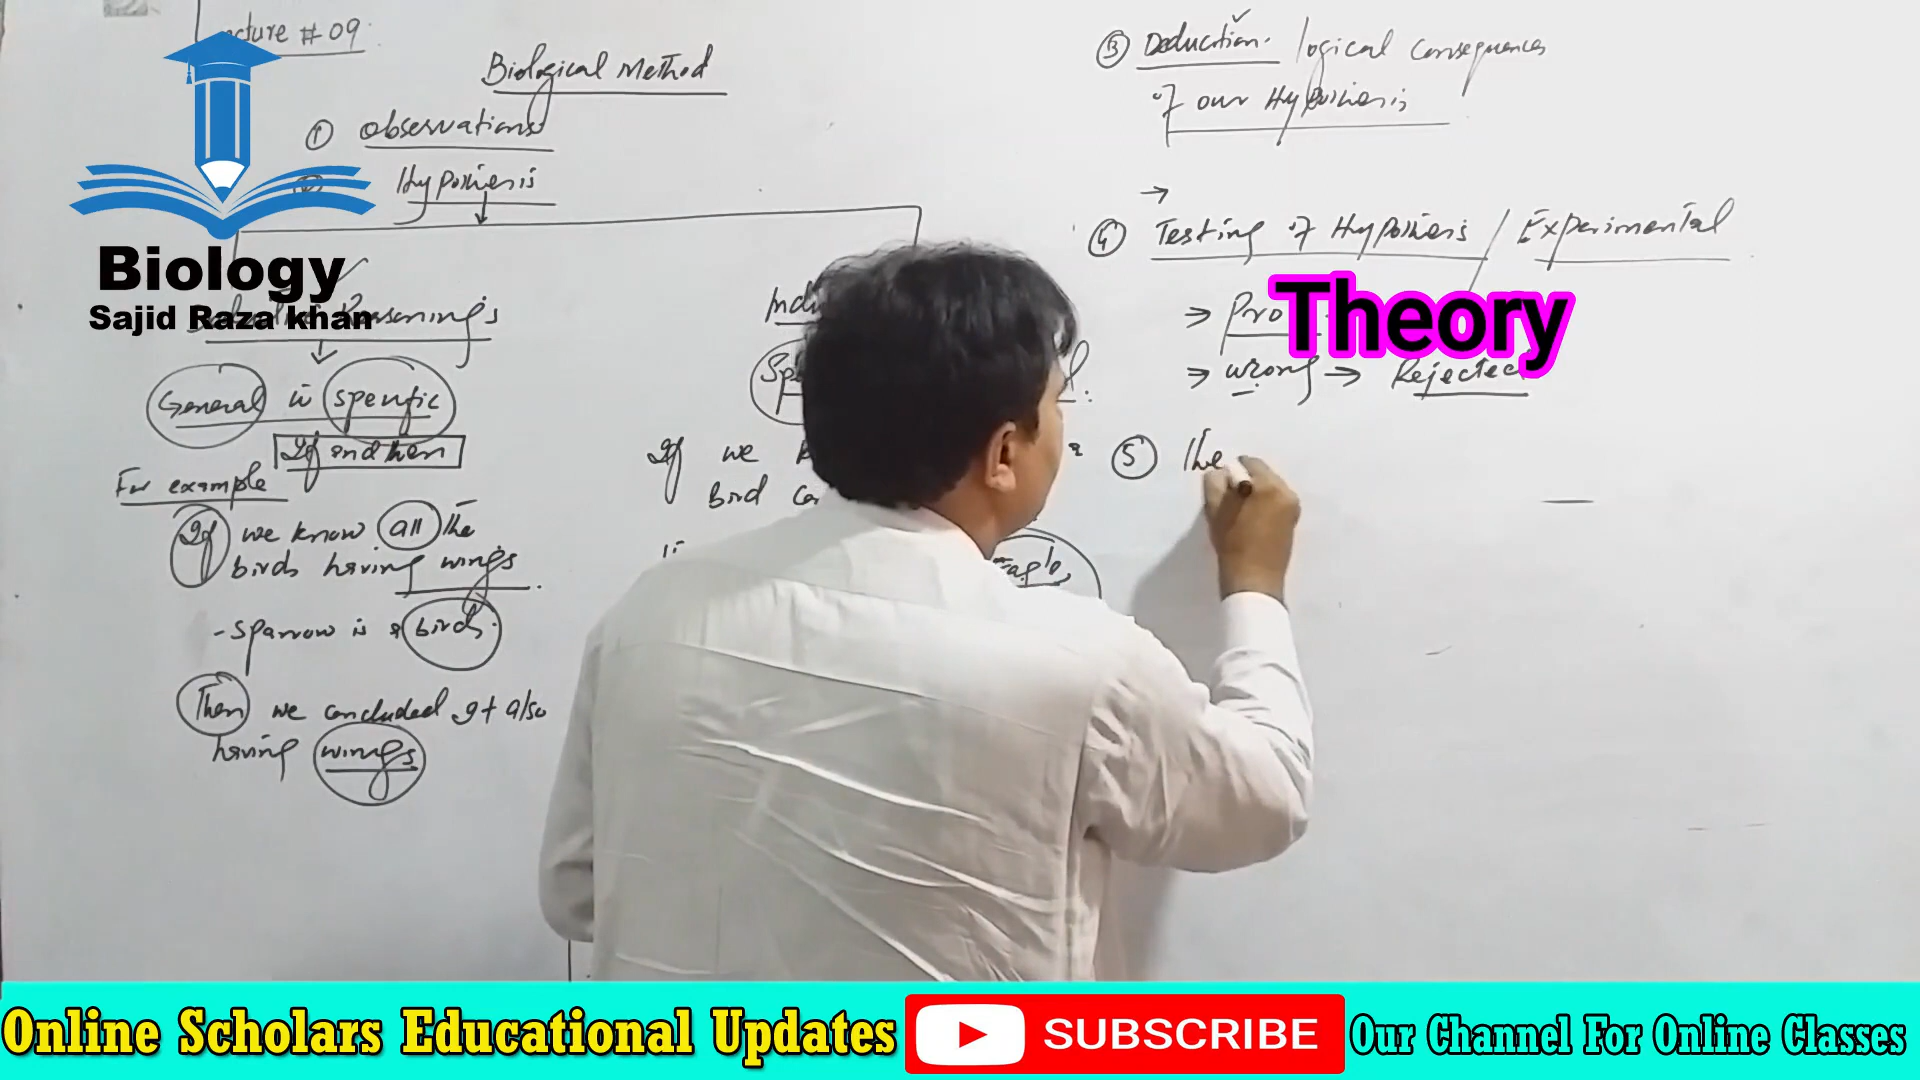 Lecture # 09
Biological Method
① Observations
Hypothesis
Biology
Sajid Raza khan
Reasonings
General is specific
If and then
For example
If we know all the
birds having wings
- Sparrow is a birds.
Then we concluded It also
having wings
If we
bird
eagle
③ Deduction. logical consequences
of our Hypothesis
→
④ Testing of Hypothesis / Experimental
⇒ Pro
Theory
⇒ wrong → Rejected
⑤ The
Online Scholars Educational Updates
SUBSCRIBE
Our Channel For Online Classes